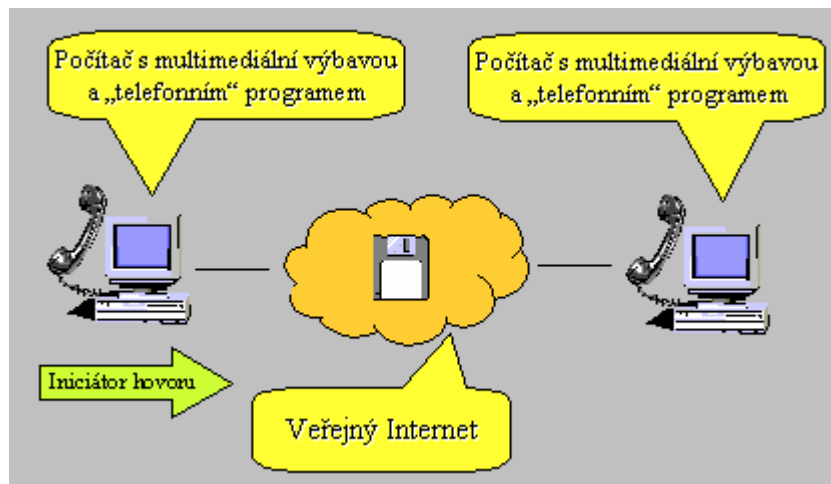 Počítač s multimediální výbavou
a „telefonním“ programem
Počítač s multimediální výbavou
a „telefonním“ programem
Iniciátor hovoru
Veřejný Internet